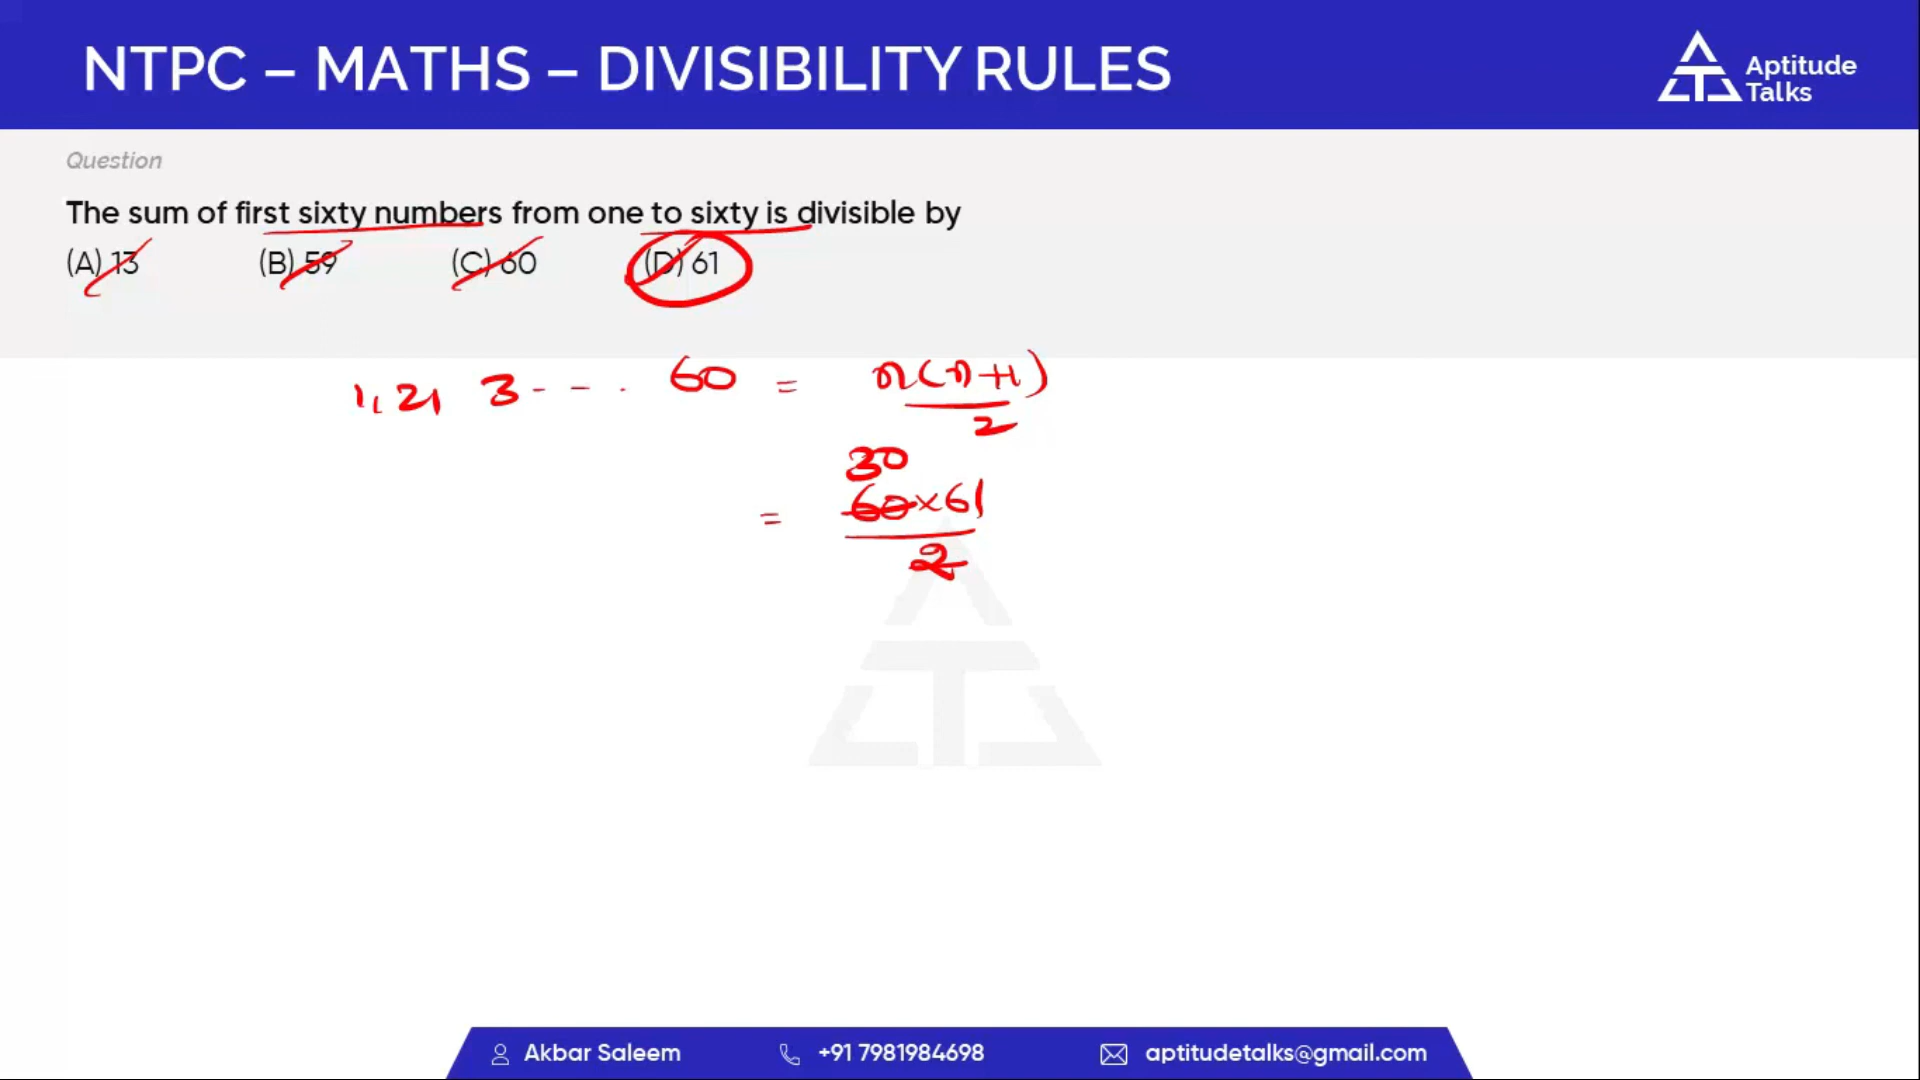 NTPC – MATHS – DIVISIBILITY RULES
Aptitude
Talks
Question
The sum of first sixty numbers from one to sixty is divisible by
(A) 13 (B) 59 (C) 60 (D) 61
1, 2, 3 - - - . 60 = n(n+1)
2
30
= 60×61
2
Akbar Saleem +91 7981984698 aptitudetalks@gmail.com